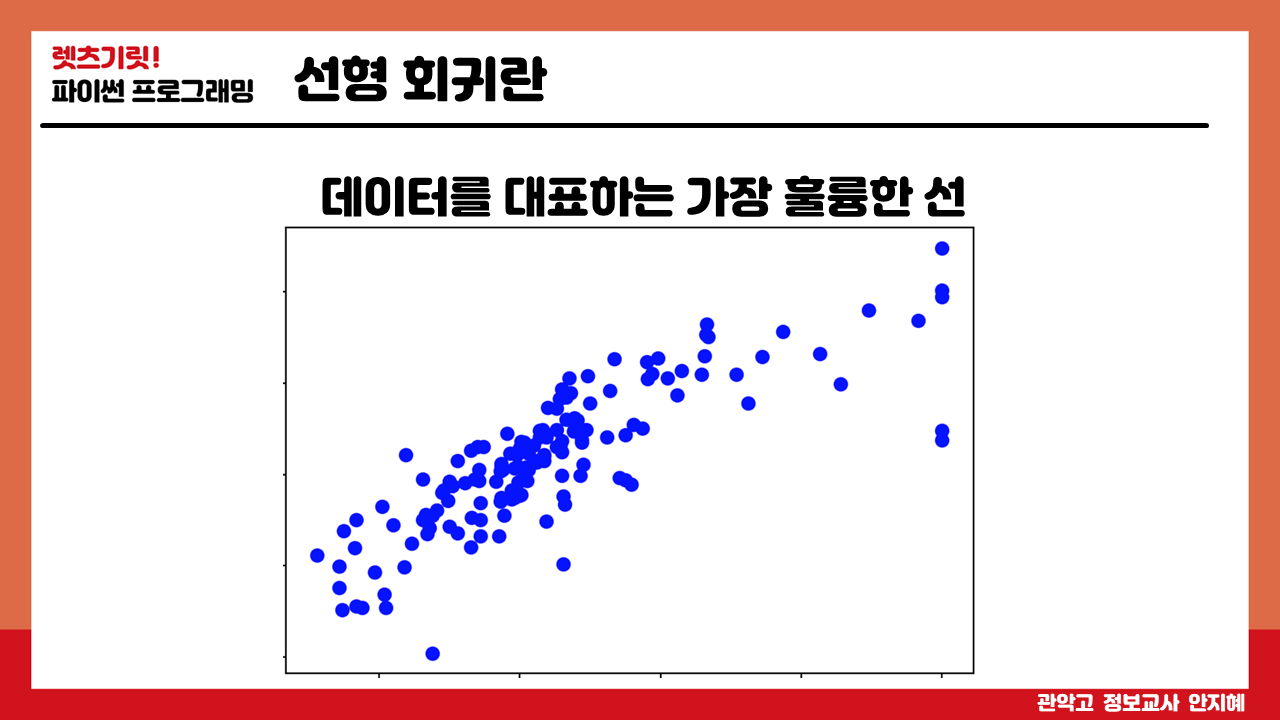 렛츠기릿!
파이썬 프로그래밍
선형 회귀란
데이터를 대표하는 가장 훌륭한 선
관악고 정보교사 안지혜